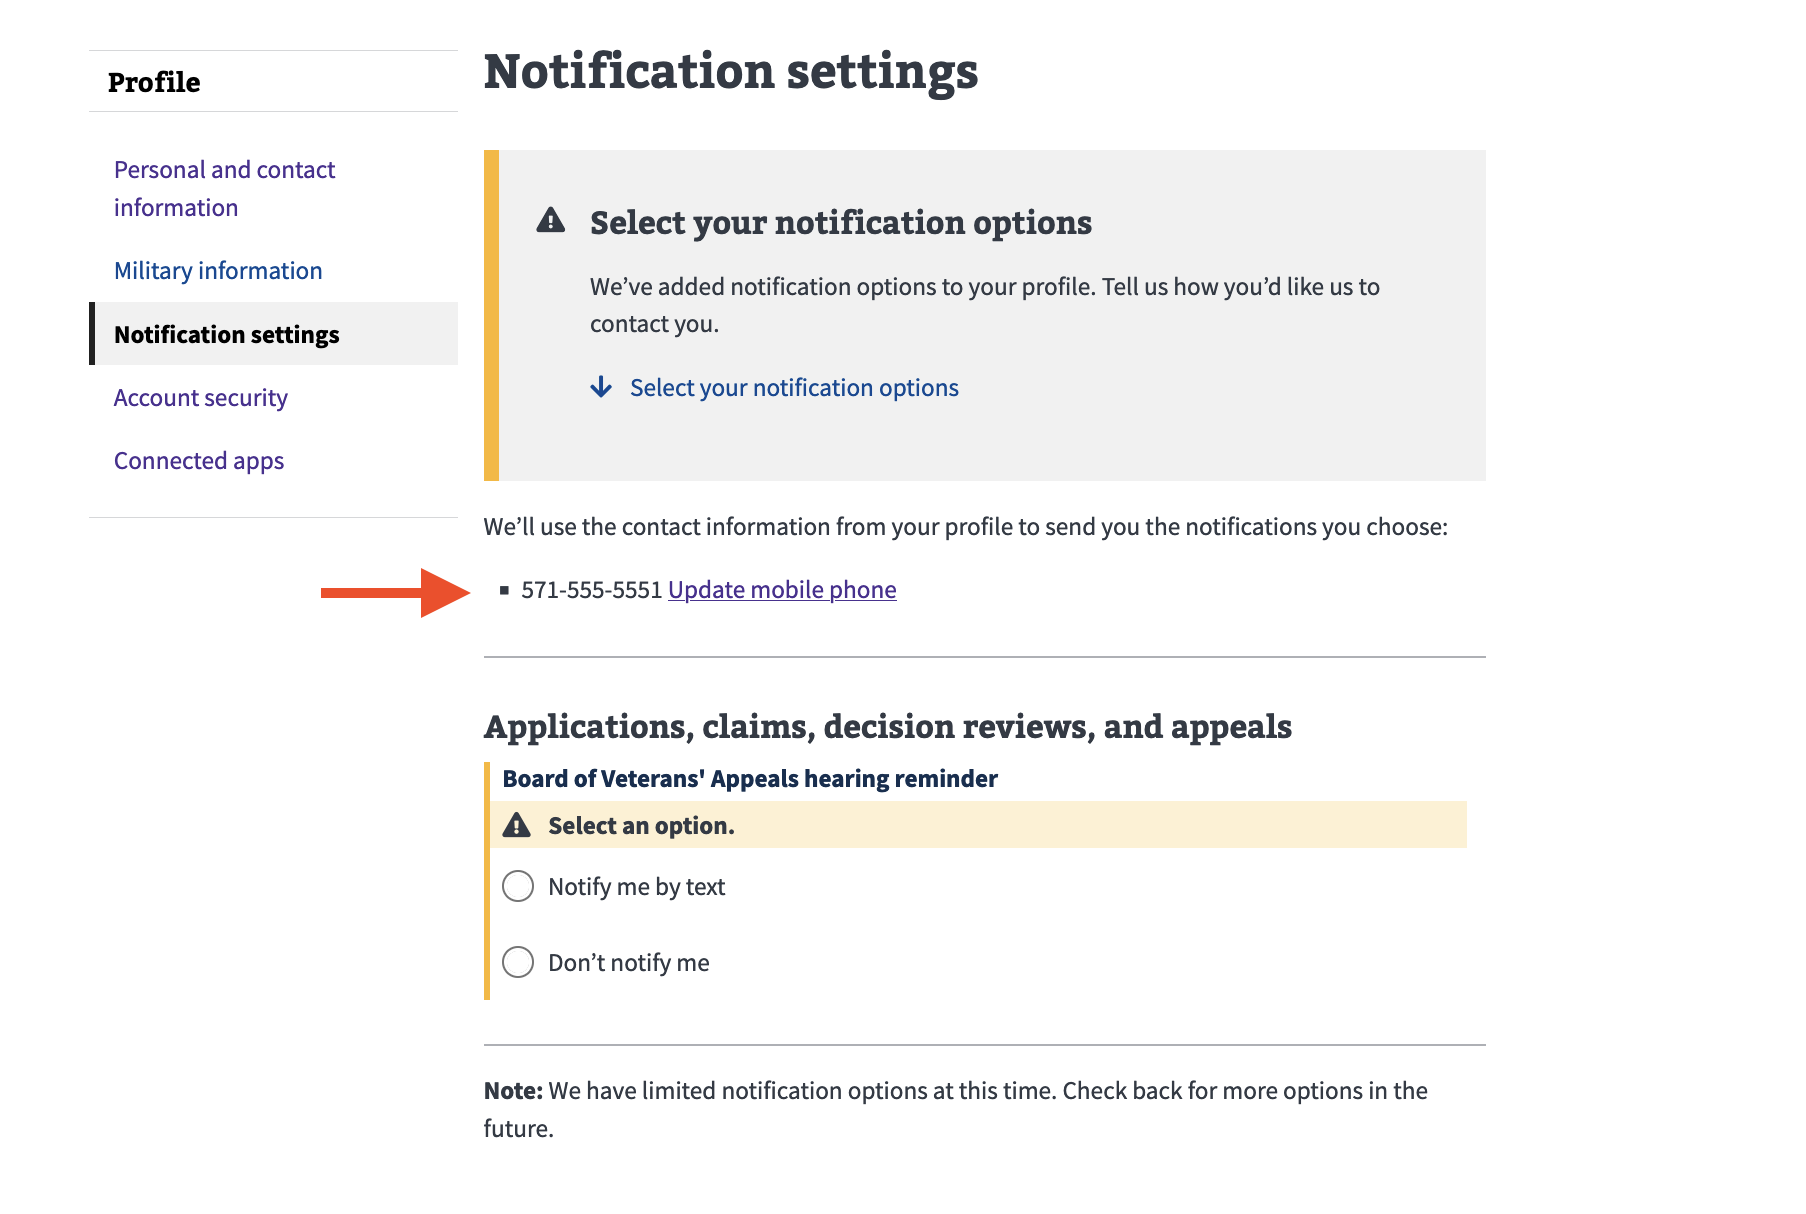 Profile
Personal and contact
information
Military information
Notification settings
Account security
Connected apps
Notification settings
Select your notification options
We’ve added notification options to your profile. Tell us how you’d like us to
contact you.
Select your notification options
We’ll use the contact information from your profile to send you the notifications you choose:
571-555-5551 Update mobile phone
Applications, claims, decision reviews, and appeals
Board of Veterans' Appeals hearing reminder
Select an option.
Notify me by text
Don’t notify me
Note: We have limited notification options at this time. Check back for more options in the
future.